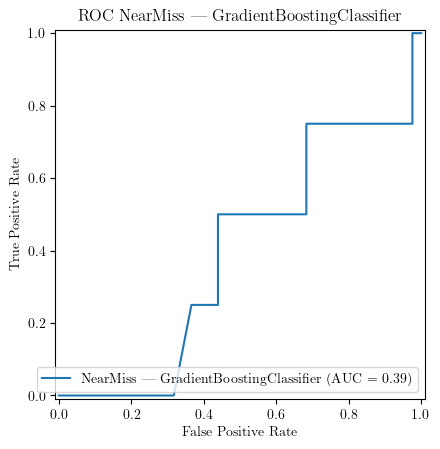 ROC NearMiss — GradientBoostingClassifier
1.0
0.8
0.6
0.4
0.2
0.0
True Positive Rate
NearMiss — GradientBoostingClassifier (AUC = 0.39)
0.0 0.2 0.4 0.6 0.8 1.0
False Positive Rate